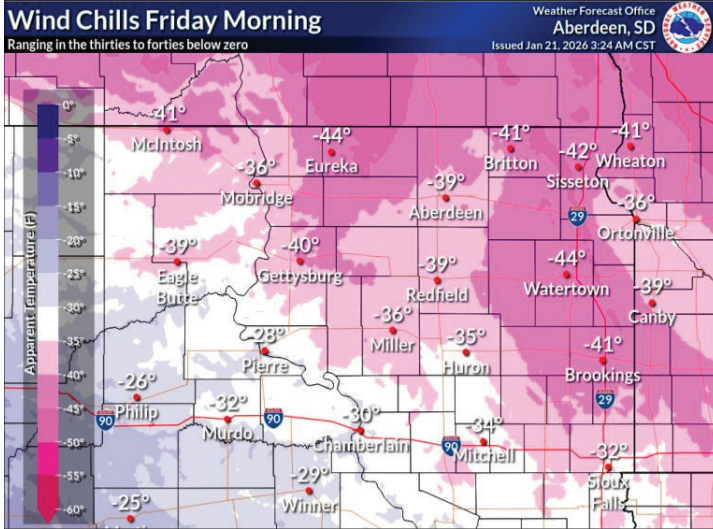 Wind Chills Friday Morning
Ranging in the thirties to forties below zero
Weather Forecast Office
Aberdeen, SD
Issued Jan 21, 2026 3:24 AM CST
NATIONAL WEATHER SERVICE
Apparent Temperature (F)
0°
-5°
-10°
-15°
-20°
-25°
-30°
-35°
-40°
-45°
-50°
-55°
-60°
-41°
McIntosh
-44°
Eureka
-41°
Britton
-41°
Wheaton
-42°
Sisseton
-36°
Mobridge
-39°
Aberdeen
-36°
Ortonville
29
-39°
Eagle
Butte
-40°
Gettysburg
-39°
Redfield
-44°
Watertown
-39°
Canby
-28°
Pierre
-36°
Miller
-35°
Huron
-41°
Brookings
29
-26°
Philip
90
-32°
Murdo
90
-30°
Chamberlain
-34°
Mitchell
90
-32°
Sioux
Falls
-29°
Winner
-25°